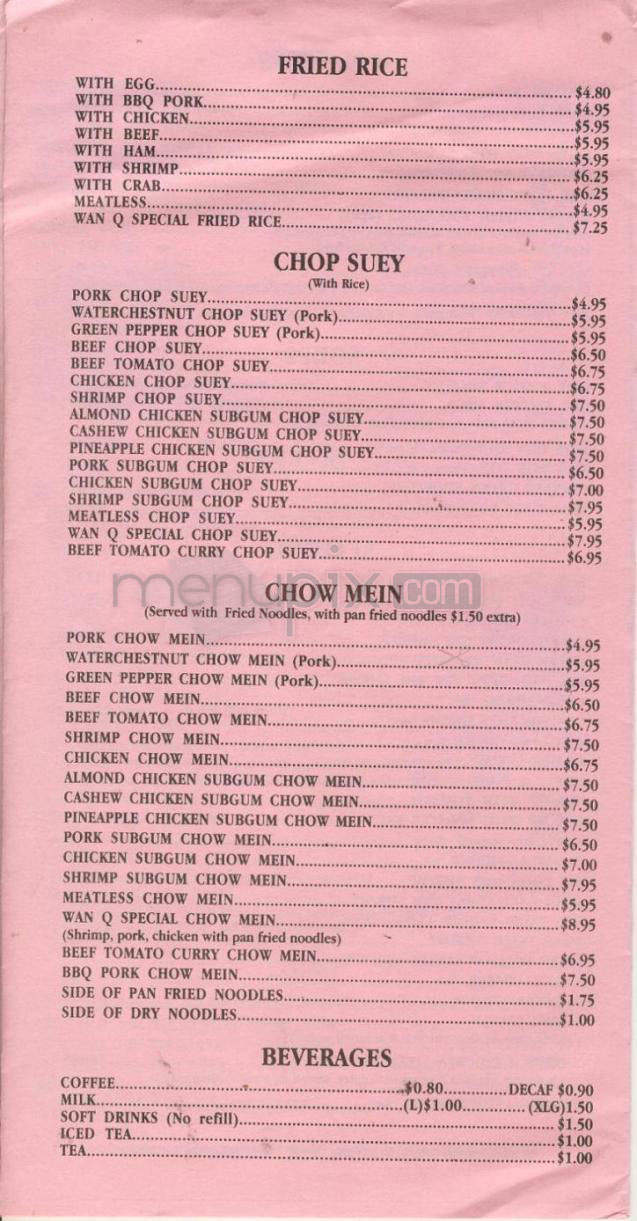 FRIED RICE
WITH EGG.......... $4.80
WITH BBQ PORK.......... $4.95
WITH CHICKEN.......... $5.95
WITH BEEF.......... $5.95
WITH HAM.......... $5.95
WITH SHRIMP.......... $6.25
WITH CRAB.......... $6.25
MEATLESS.......... $4.95
WAN Q SPECIAL FRIED RICE.......... $7.25
CHOP SUEY
(With Rice)
PORK CHOP SUEY.......... $4.95
WATERCHESTNUT CHOP SUEY (Pork).......... $5.95
GREEN PEPPER CHOP SUEY (Pork).......... $5.95
BEEF CHOP SUEY.......... $6.50
BEEF TOMATO CHOP SUEY.......... $6.75
CHICKEN CHOP SUEY.......... $6.75
SHRIMP CHOP SUEY.......... $7.50
ALMOND CHICKEN SUBGUM CHOP SUEY.......... $7.50
CASHEW CHICKEN SUBGUM CHOP SUEY.......... $7.50
PINEAPPLE CHICKEN SUBGUM CHOP SUEY.......... $7.50
PORK SUBGUM CHOP SUEY.......... $6.50
CHICKEN SUBGUM CHOP SUEY.......... $7.00
SHRIMP SUBGUM CHOP SUEY.......... $7.95
MEATLESS CHOP SUEY.......... $5.95
WAN Q SPECIAL CHOP SUEY.......... $7.95
BEEF TOMATO CURRY CHOP SUEY.......... $6.95
menupix.com
CHOW MEIN
(Served with Fried Noodles, with pan fried noodles $1.50 extra)
PORK CHOW MEIN.......... $4.95
WATERCHESTNUT CHOW MEIN (Pork).......... $5.95
GREEN PEPPER CHOW MEIN (Pork).......... $5.95
BEEF CHOW MEIN.......... $6.50
BEEF TOMATO CHOW MEIN.......... $6.75
SHRIMP CHOW MEIN.......... $7.50
CHICKEN CHOW MEIN.......... $6.75
ALMOND CHICKEN SUBGUM CHOW MEIN.......... $7.50
CASHEW CHICKEN SUBGUM CHOW MEIN.......... $7.50
PINEAPPLE CHICKEN SUBGUM CHOW MEIN.......... $7.50
PORK SUBGUM CHOW MEIN.......... $6.50
CHICKEN SUBGUM CHOW MEIN.......... $7.00
SHRIMP SUBGUM CHOW MEIN.......... $7.95
MEATLESS CHOW MEIN.......... $5.95
WAN Q SPECIAL CHOW MEIN.......... $8.95
(Shrimp, pork, chicken with pan fried noodles)
BEEF TOMATO CURRY CHOW MEIN.......... $6.95
BBQ PORK CHOW MEIN.......... $7.50
SIDE OF PAN FRIED NOODLES.......... $1.75
SIDE OF DRY NOODLES.......... $1.00
BEVERAGES
COFFEE.......... $0.80.......... DECAF $0.90
MILK.......... (L)$1.00.......... (XLG)1.50
SOFT DRINKS (No refill).......... $1.50
ICED TEA.......... $1.00
TEA.......... $1.00